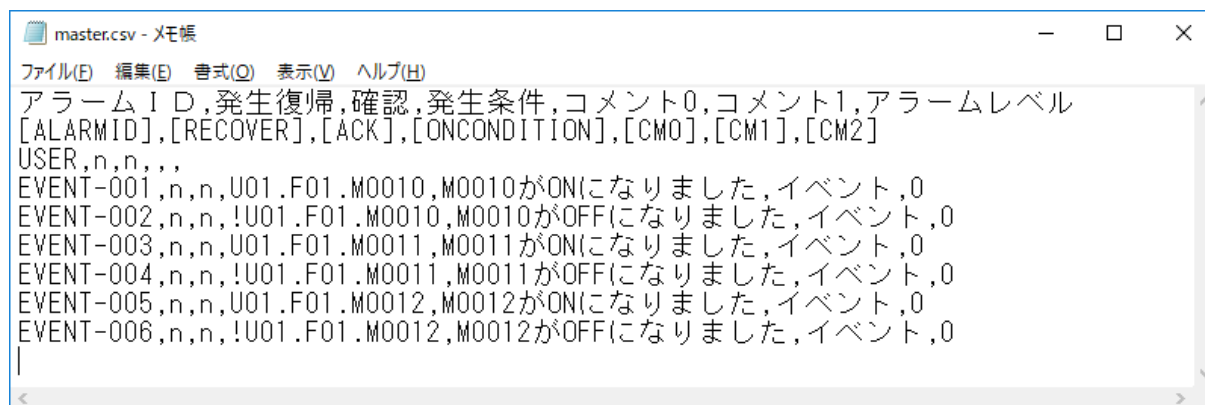 master.csv - メモ帳
ファイル(F) 編集(E) 書式(O) 表示(V) ヘルプ(H)
アラームＩＤ,発生復帰,確認,発生条件,コメント0,コメント1,アラームレベル
[ALARMID],[RECOVER],[ACK],[ONCONDITION],[CM0],[CM1],[CM2]
USER,n,n,,,
EVENT-001,n,n,U01.F01.M0010,M0010がONになりました,イベント,0
EVENT-002,n,n,!U01.F01.M0010,M0010がOFFになりました,イベント,0
EVENT-003,n,n,U01.F01.M0011,M0011がONになりました,イベント,0
EVENT-004,n,n,!U01.F01.M0011,M0011がOFFになりました,イベント,0
EVENT-005,n,n,U01.F01.M0012,M0012がONになりました,イベント,0
EVENT-006,n,n,!U01.F01.M0012,M0012がOFFになりました,イベント,0